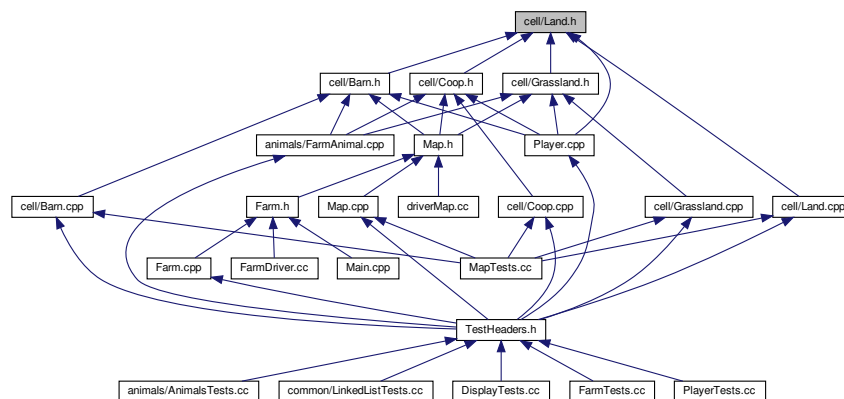 cell/Land.h
cell/Barn.h
cell/Coop.h
cell/Grassland.h
animals/FarmAnimal.cpp
Map.h
Player.cpp
cell/Barn.cpp
Farm.h
Map.cpp
driverMap.cc
cell/Coop.cpp
cell/Grassland.cpp
cell/Land.cpp
Farm.cpp
FarmDriver.cc
Main.cpp
MapTests.cc
TestHeaders.h
animals/AnimalsTests.cc
common/LinkedListTests.cc
DisplayTests.cc
FarmTests.cc
PlayerTests.cc